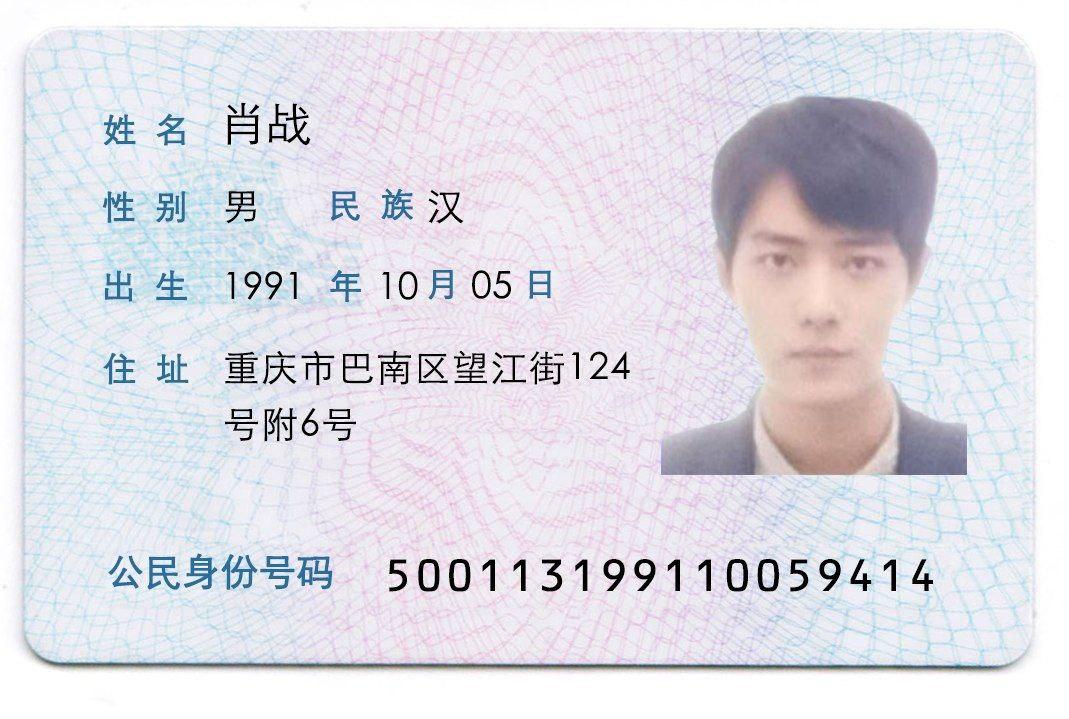 姓名 肖战
性别 男 民族 汉
出生 1991 年 10 月 05 日
住址 重庆市巴南区望江街124
号附6号
公民身份号码 500113199110059414